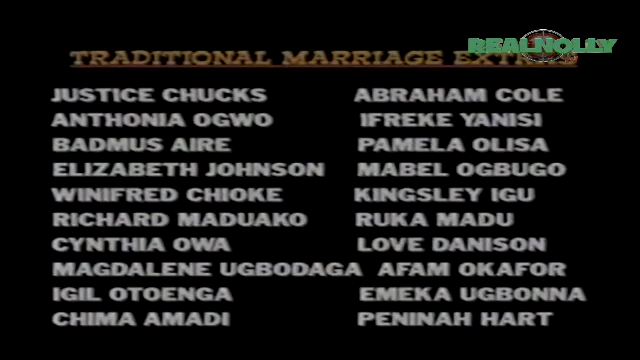 REALNOLLY
TRADITIONAL MARRIAGE EXTRAS
JUSTICE CHUCKS ABRAHAM COLE
ANTHONIA OGWO IFREKE YANISI
BADMUS AIRE PAMELA OLISA
ELIZABETH JOHNSON MABEL OGBUGO
WINIFRED CHIOKE KINGSLEY IGU
RICHARD MADUAKO RUKA MADU
CYNTHIA OWA LOVE DANISON
MAGDALENE UGBODAGA AFAM OKAFOR
IGIL OTOENGA EMEKA UGBONNA
CHIMA AMADI PENINAH HART